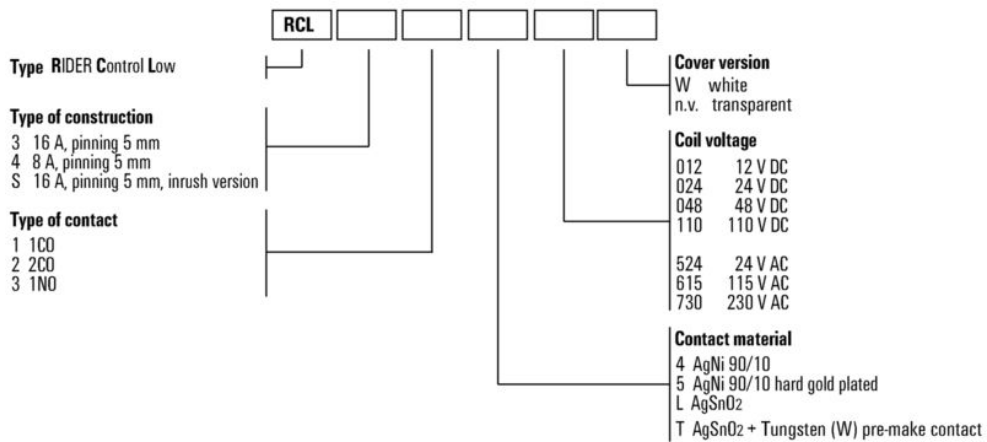 RCL
Type RIDER Control Low
Type of construction
3 16 A, pinning 5 mm
4 8 A, pinning 5 mm
S 16 A, pinning 5 mm, inrush version
Type of contact
1 1CO
2 2CO
3 1NO
Cover version
W white
n.v. transparent
Coil voltage
012 12 V DC
024 24 V DC
048 48 V DC
110 110 V DC
524 24 V AC
615 115 V AC
730 230 V AC
Contact material
4 AgNi 90/10
5 AgNi 90/10 hard gold plated
L AgSnO2
T AgSnO2 + Tungsten (W) pre-make contact